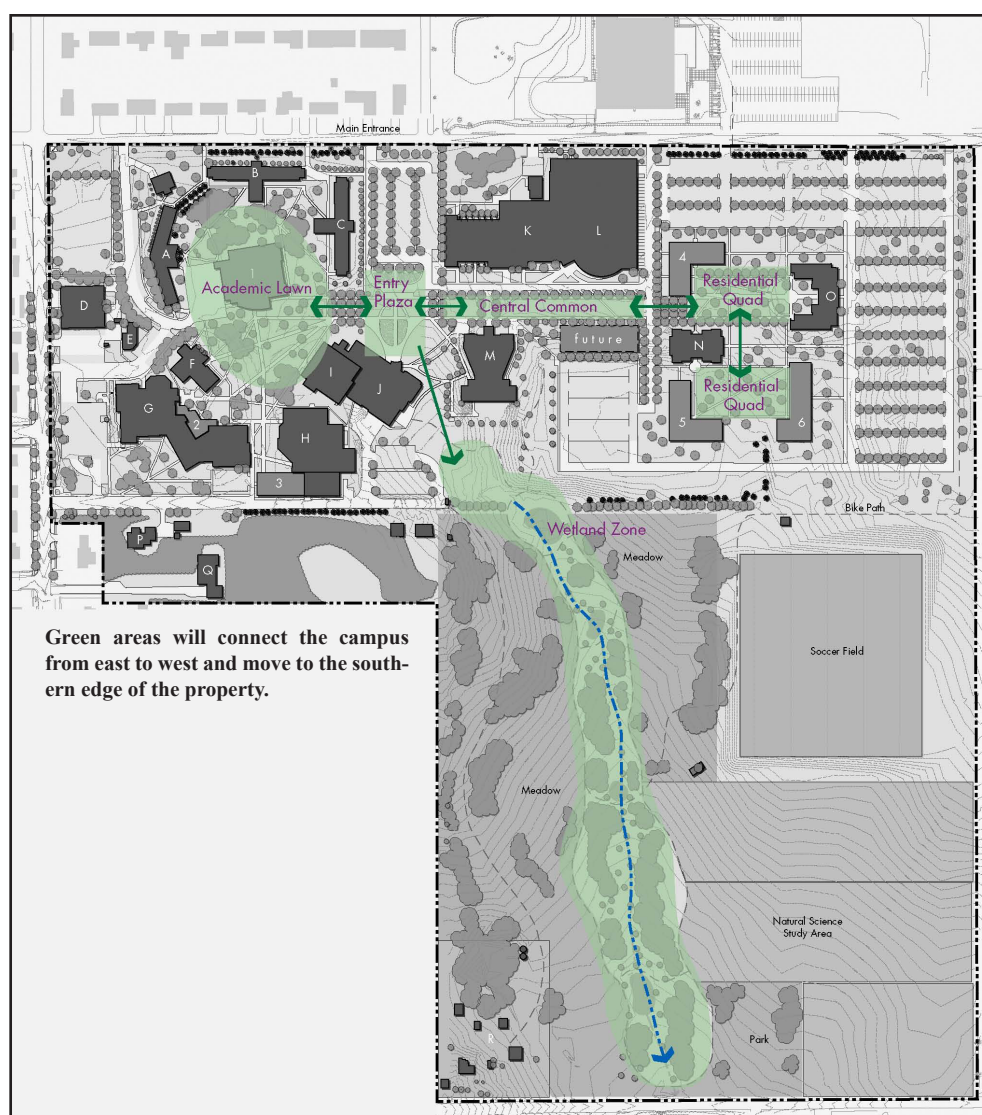 Main Entrance
B
A
C
K
L
4
1
Academic Lawn
Entry
Plaza
Central Common
Residential
Quad
O
D
E
F
I
J
M
future
N
Residential
Quad
G
2
H
3
5
6
Bike Path
P
Q
Wetland Zone
Meadow
Green areas will connect the campus
from east to west and move to the south-
ern edge of the property.
Soccer Field
Meadow
Natural Science
Study Area
R
Park